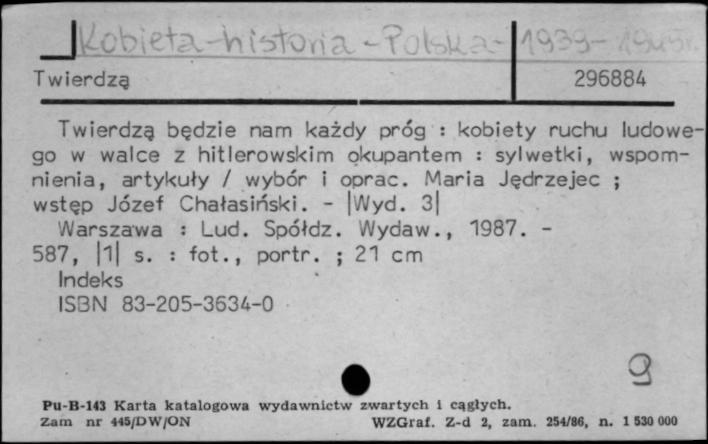 Kobieta-historia-Polska-1939-1945r.
Twierdzą 296884
Twierdzą będzie nam każdy próg : kobiety ruchu ludowe-
go w walce z hitlerowskim okupantem : sylwetki, wspom-
nienia, artykuły / wybór i oprac. Maria Jędrzejec ;
wstęp Józef Chałasiński. - |Wyd. 3|
Warszawa : Lud. Spółdz. Wydaw., 1987. -
587, |1| s. : fot., portr. ; 21 cm
Indeks
ISBN 83-205-3634-0
9
Pu-B-143 Karta katalogowa wydawnictw zwartych i ciągłych.
Zam nr 445/DW/ON WZGraf. Z-d 2, zam. 254/86, n. 1 530 000